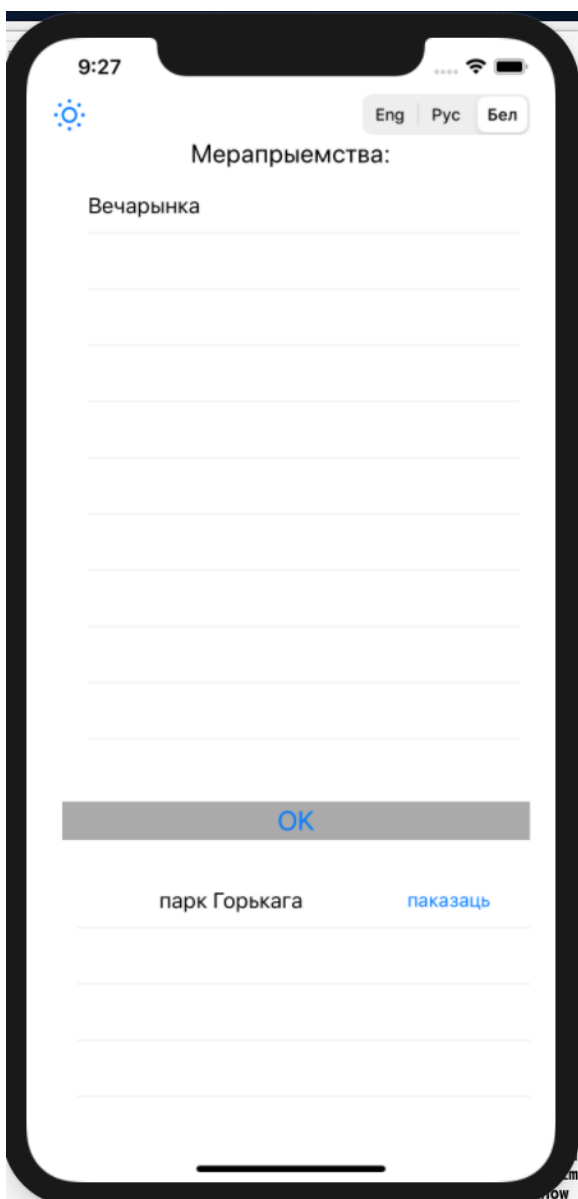 9:27
Eng Рус Бел
Мерапрыемства:
Вечарынка
OK
парк Горькага паказаць